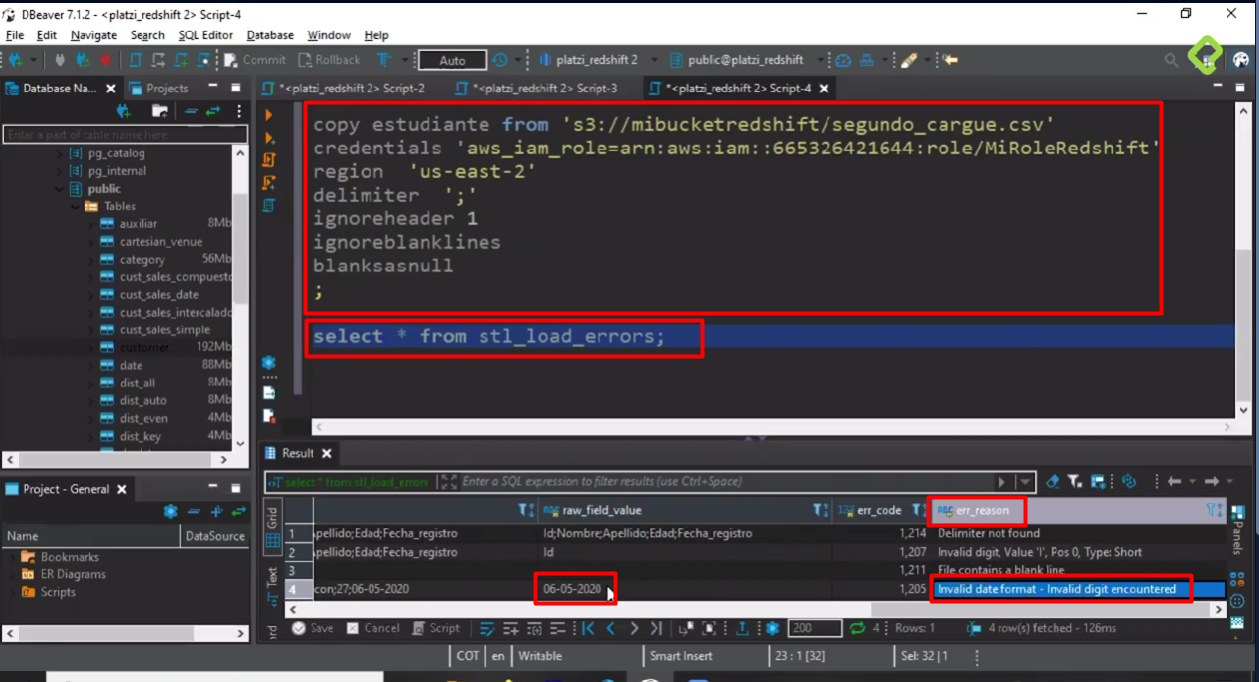 DBeaver 7.1.2 - <platzi_redshift 2> Script-4
File Edit Navigate Search SQL Editor Database Window Help
Commit Rollback Auto platzi_redshift 2 public@platzi_redshift
Database Na... Projects *<platzi_redshift 2> Script-2 *<platzi_redshift 2> Script-3 *<platzi_redshift 2> Script-4
Enter a part of table name here
pg_catalog
pg_internal
public
Tables
auxiliar 8Mb
cartesian_venue
category 56Mb
cust_sales_compuesto
cust_sales_date
cust_sales_intercalado
cust_sales_simple
customer 192Mb
date 88Mb
dist_all 8Mb
dist_auto 8Mb
dist_even 4Mb
dist_key 4Mb
copy estudiante from 's3://mibucketredshift/segundo_cargue.csv'
credentials 'aws_iam_role=arn:aws:iam::665326421644:role/MiRoleRedshift'
region 'us-east-2'
delimiter ';'
ignoreheader 1
ignoreblanklines
blanksasnull
;
select * from stl_load_errors;
Project - General
Name DataSource
Bookmarks
ER Diagrams
Scripts
Result
select * from stl_load_errors Enter a SQL expression to filter results (use Ctrl+Space)
Grid
Text
Panels
raw_field_value 123 err_code err_reason
1 pellido;Edad;Fecha_registro Id;Nombre;Apellido;Edad;Fecha_registro 1,214 Delimiter not found
2 pellido;Edad;Fecha_registro Id 1,207 Invalid digit, Value 'I', Pos 0, Type: Short
3 1,211 File contains a blank line
4 con;27;06-05-2020 06-05-2020 1,205 Invalid date format - Invalid digit encountered
Save Cancel Script 200 4 Rows: 1 4 row(s) fetched - 126ms
COT en Writable Smart Insert 23 : 1 [32] Sel: 32 | 1